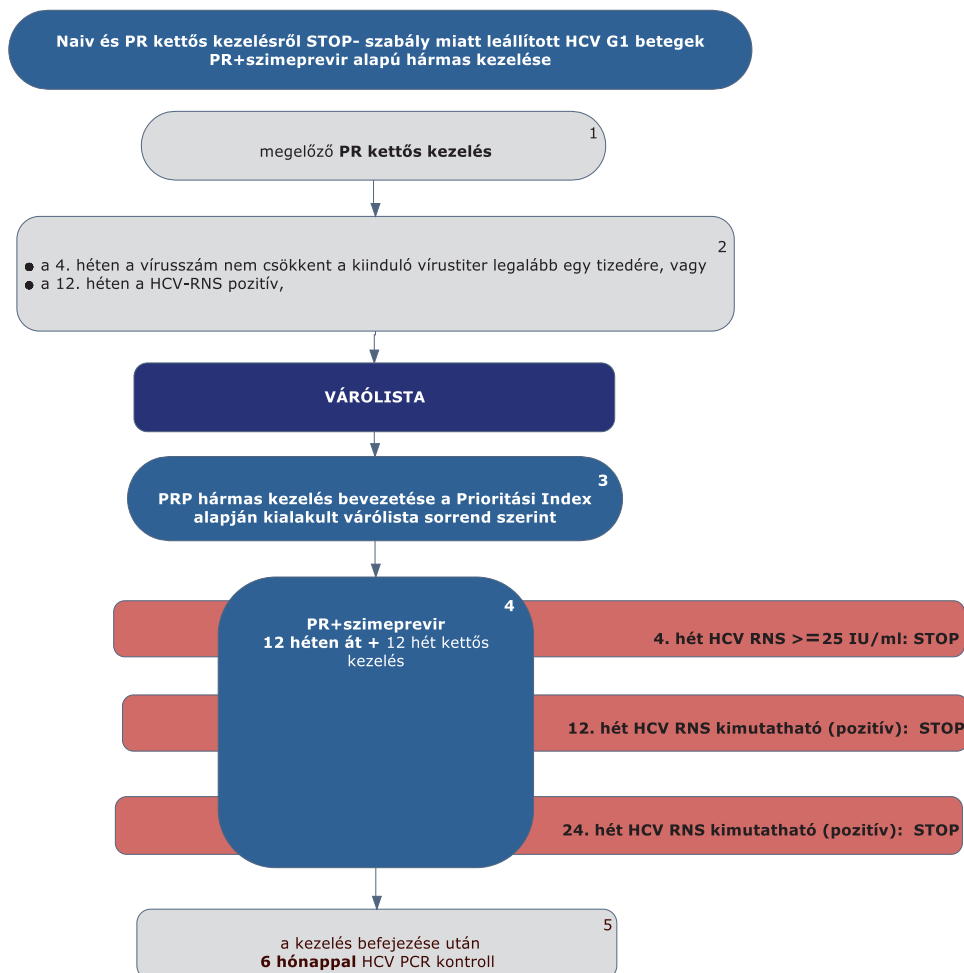 Naiv és PR kettős kezelésről STOP- szabály miatt leállított HCV G1 betegek
PR+szimeprevir alapú hármas kezelése
1
megelőző PR kettős kezelés
2
● a 4. héten a vírusszám nem csökkent a kiinduló vírustiter legalább egy tizedére, vagy
● a 12. héten a HCV-RNS pozitív,
VÁRÓLISTA
3
PRP hármas kezelés bevezetése a Prioritási Index
alapján kialakult várólista sorrend szerint
4
PR+szimeprevir
12 héten át + 12 hét kettős
kezelés
4. hét HCV RNS >=25 IU/ml: STOP
12. hét HCV RNS kimutatható (pozitív): STOP
24. hét HCV RNS kimutatható (pozitív): STOP
5
a kezelés befejezése után
6 hónappal HCV PCR kontroll